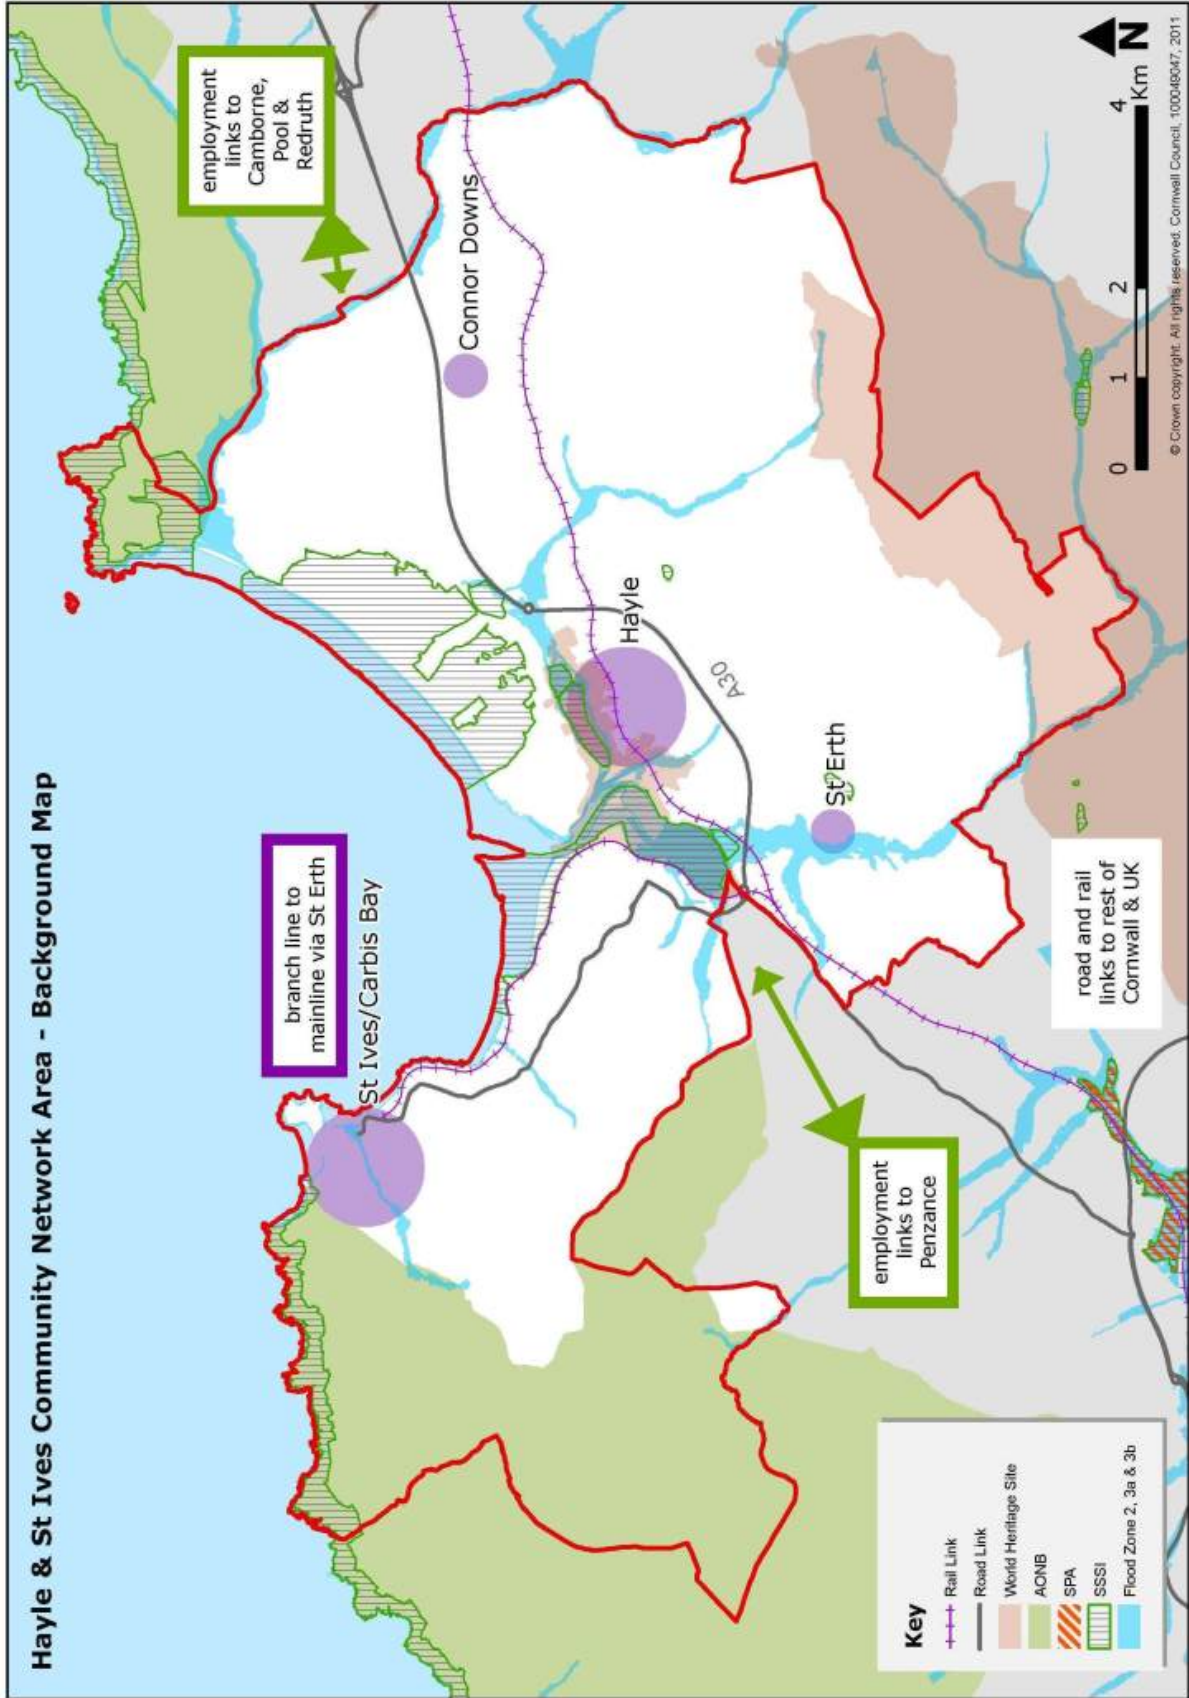 Hayle & St Ives Community Network Area - Background Map
employment
links to
Camborne,
Pool &
Redruth
branch line to
mainline via St Erth
St Ives/Carbis Bay
Connor Downs
Hayle
A30
St Erth
employment
links to
Penzance
road and rail
links to rest of
Cornwall & UK
Key
Rail Link
Road Link
World Heritage Site
AONB
SPA
SSSI
Flood Zone 2, 3a & 3b
0 1 2 4
Km
N
© Crown copyright. All rights reserved. Cornwall Council, 100049047, 2011